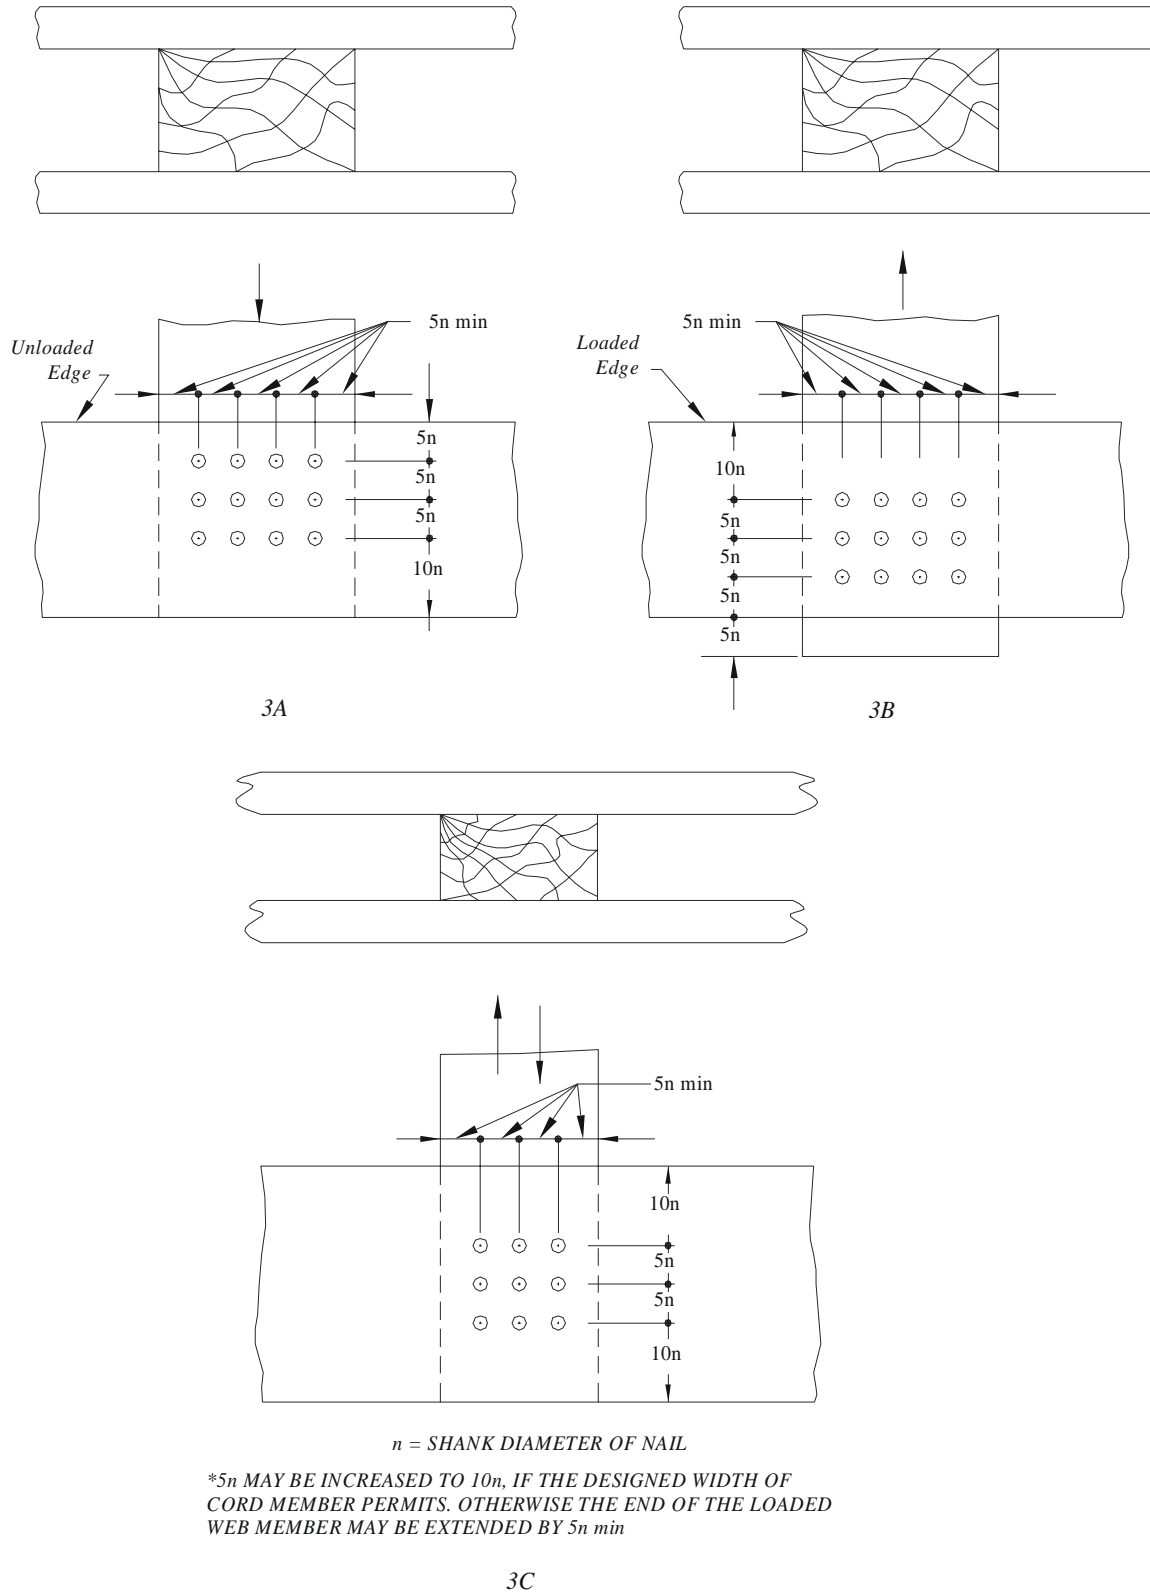 5n min
Unloaded
Edge
5n
5n
5n
10n
3A
5n min
Loaded
Edge
10n
5n
5n
5n
5n
3B
5n min
10n
5n
5n
10n
n = SHANK DIAMETER OF NAIL
*5n MAY BE INCREASED TO 10n, IF THE DESIGNED WIDTH OF
CORD MEMBER PERMITS. OTHERWISE THE END OF THE LOADED
WEB MEMBER MAY BE EXTENDED BY 5n min
3C